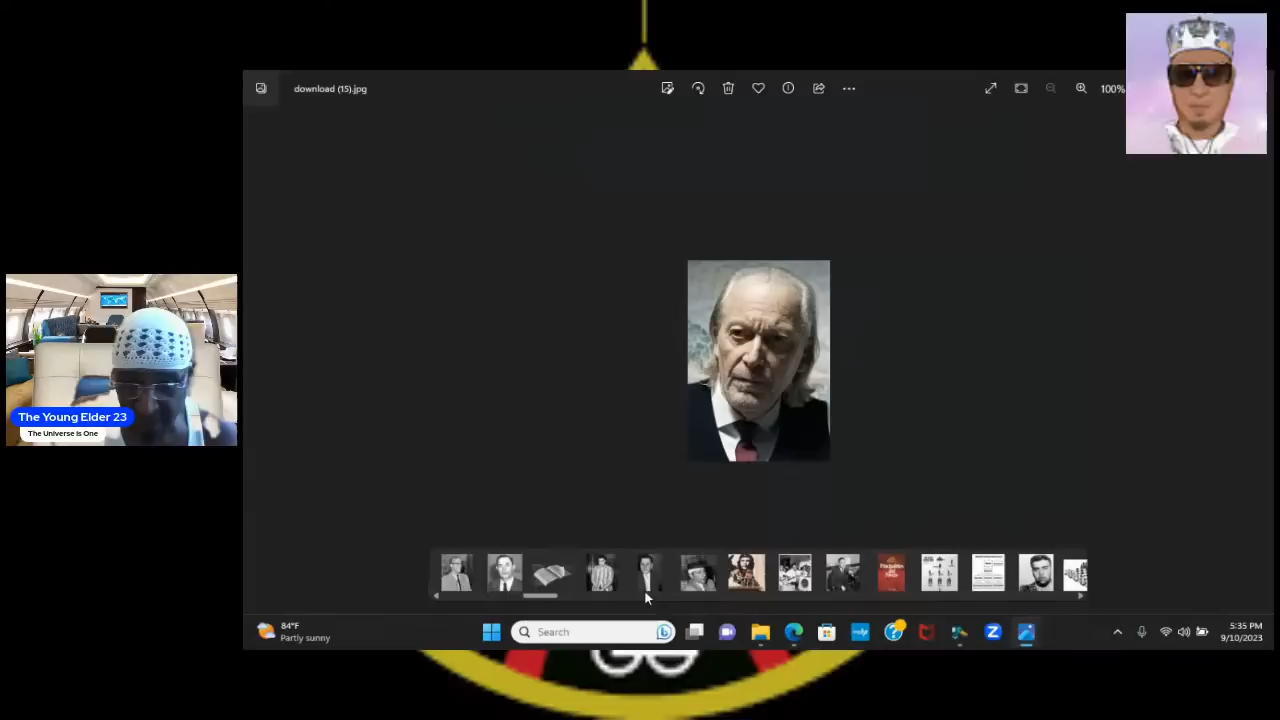 download (15).jpg
100%
The Young Elder 23
The Universe is One
84°F
Partly sunny
Search
5:35 PM
9/10/2023